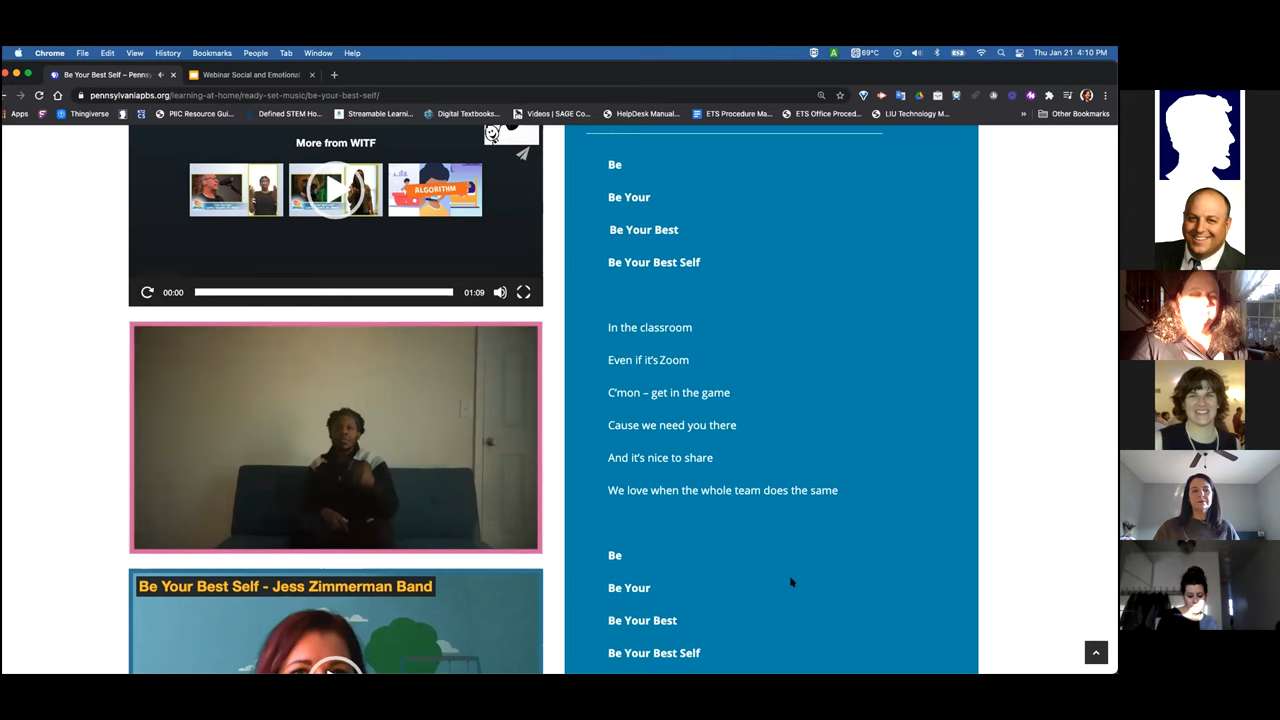 Chrome File Edit View History Bookmarks People Tab Window Help
69°C
Thu Jan 21 4:10 PM
Be Your Best Self – Pennsy
Webinar Social and Emotional
pennsylvaniapbs.org/learning-at-home/ready-set-music/be-your-best-self/
Thingiverse
PIIC Resource Gui...
Defined STEM Ho...
Streamable Learni...
Digital Textbooks...
Videos | SAGE Co...
HelpDesk Manual...
ETS Procedure Ma...
ETS Office Proced...
LIU Technology M...
Other Bookmarks
More from WITF
ALGORITHM
00:00
01:09
Be Your Best Self - Jess Zimmerman Band
Be
Be Your
Be Your Best
Be Your Best Self
In the classroom
Even if it's Zoom
C'mon – get in the game
Cause we need you there
And it's nice to share
We love when the whole team does the same
Be
Be Your
Be Your Best
Be Your Best Self